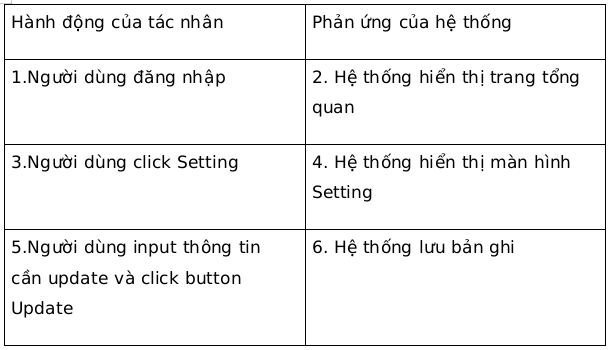 Hành động của tác nhân
Phản ứng của hệ thống
1.Người dùng đăng nhập
2. Hệ thống hiển thị trang tổng
quan
3.Người dùng click Setting
4. Hệ thống hiển thị màn hình
Setting
5.Người dùng input thông tin
cần update và click button
Update
6. Hệ thống lưu bản ghi